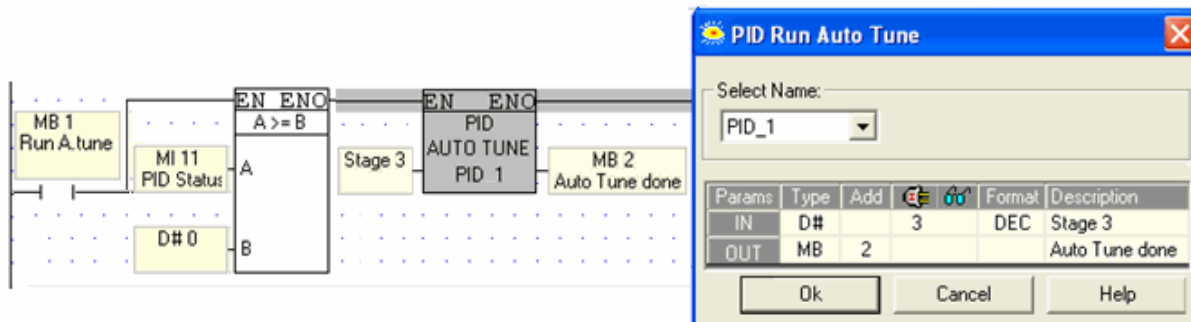 MB 1
Run A.tune
EN ENO
A >= B
MI 11
PID Status
A
D# 0
B
Stage 3
EN ENO
PID
AUTO TUNE
PID 1
MB 2
Auto Tune done
PID Run Auto Tune
Select Name:
PID_1
Params Type Add Format Description
IN D# 3 DEC Stage 3
OUT MB 2 Auto Tune done
Ok Cancel Help